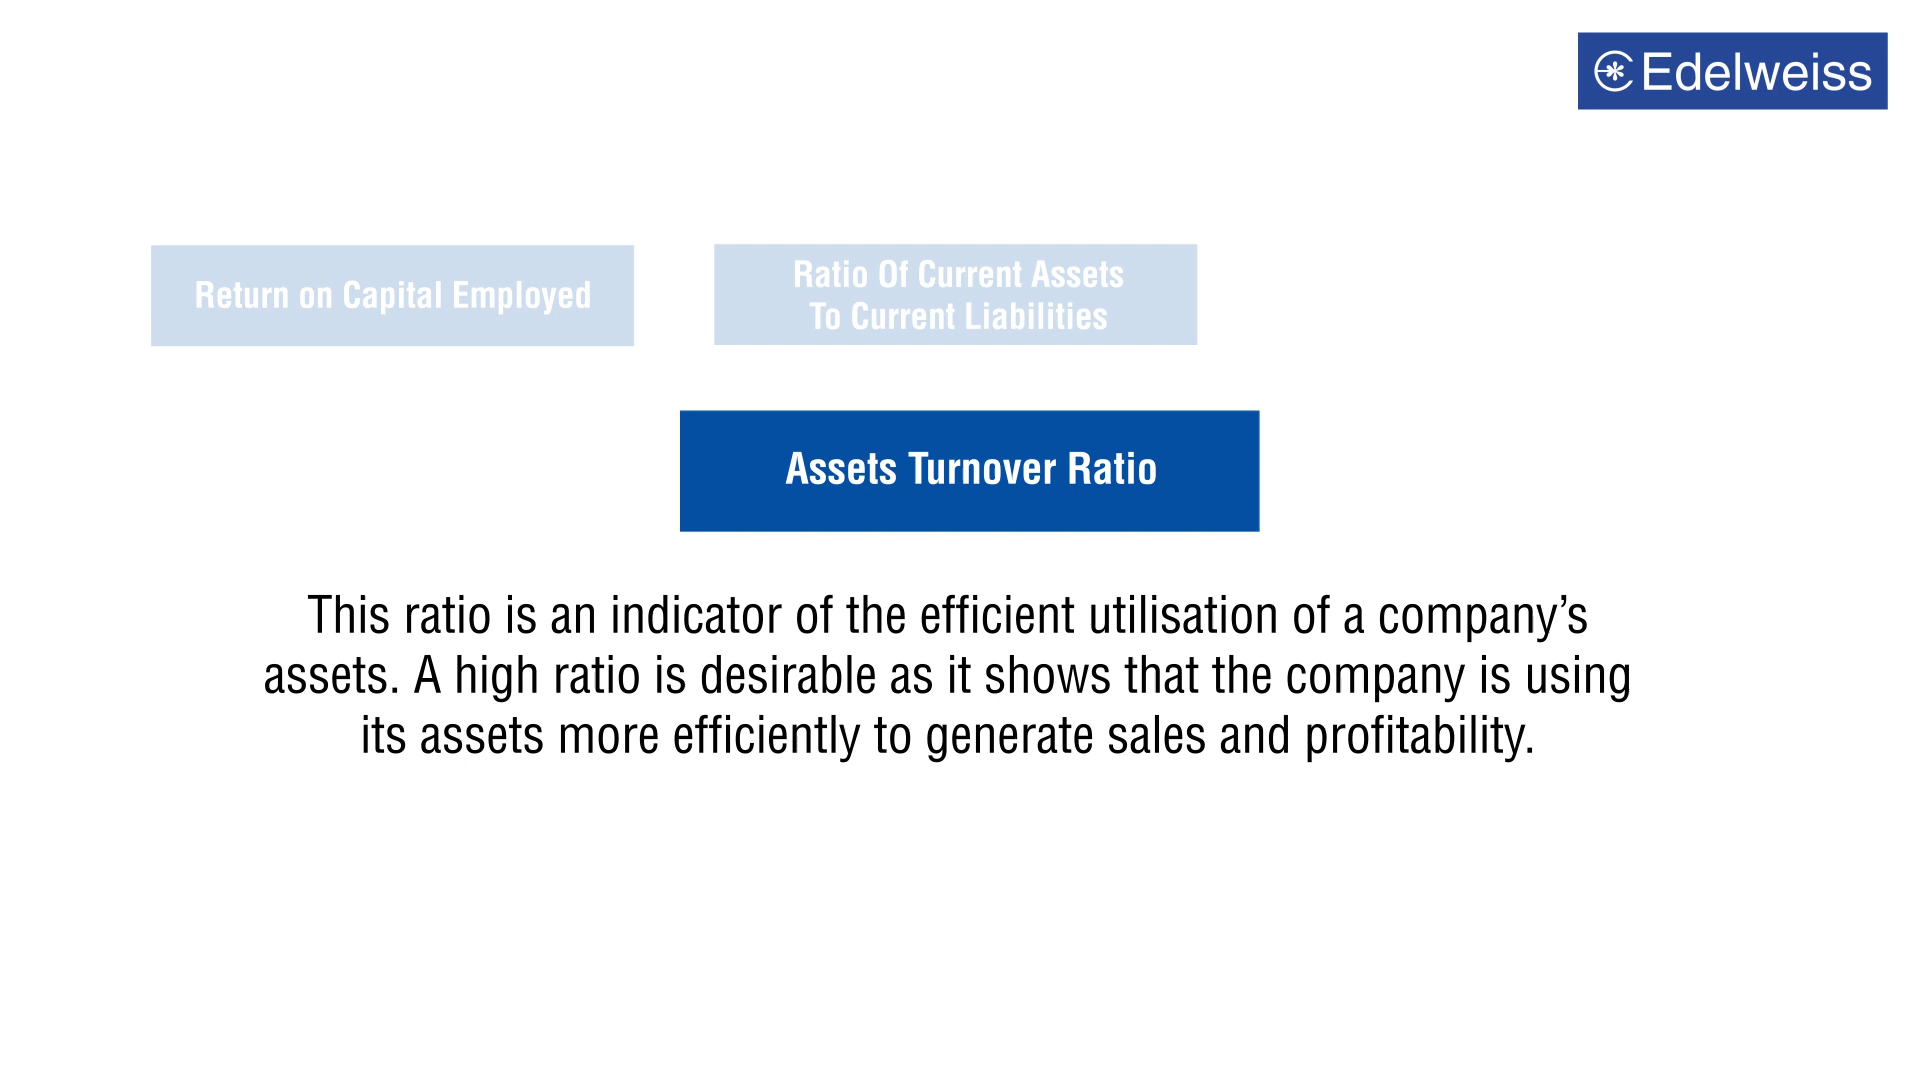 Edelweiss
Return on Capital Employed
Ratio Of Current Assets
To Current Liabilities
Assets Turnover Ratio
This ratio is an indicator of the efficient utilisation of a company’s
assets. A high ratio is desirable as it shows that the company is using
its assets more efficiently to generate sales and profitability.